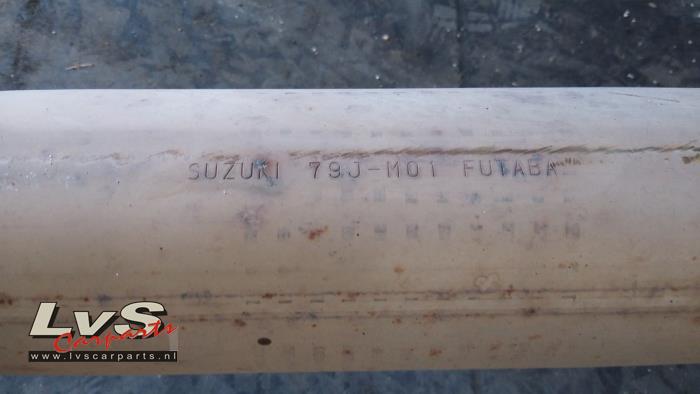 SUZUKI 79J-M01 FUTABA
LvS
Carparts
www.lvscarparts.nl